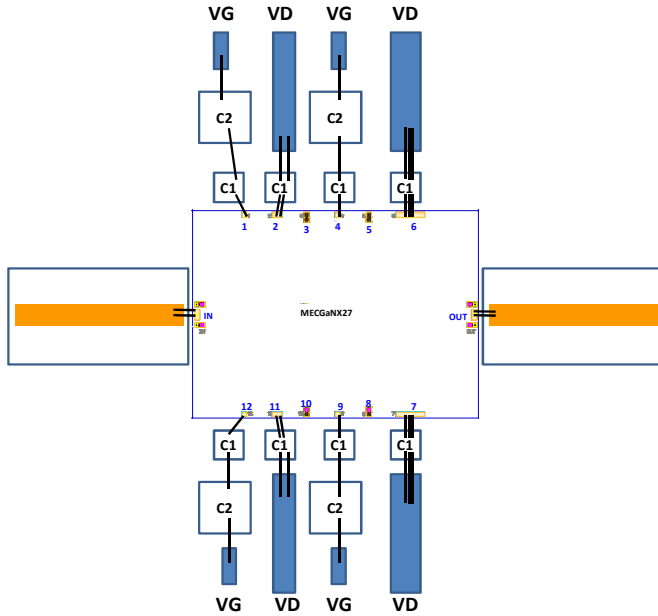 VG VD VG VD
C2 C2
C1 C1 C1 C1
1 2 3 4 5 6
MECGaNX27
IN OUT
12 11 10 9 8 7
C1 C1 C1 C1
C2 C2
VG VD VG VD